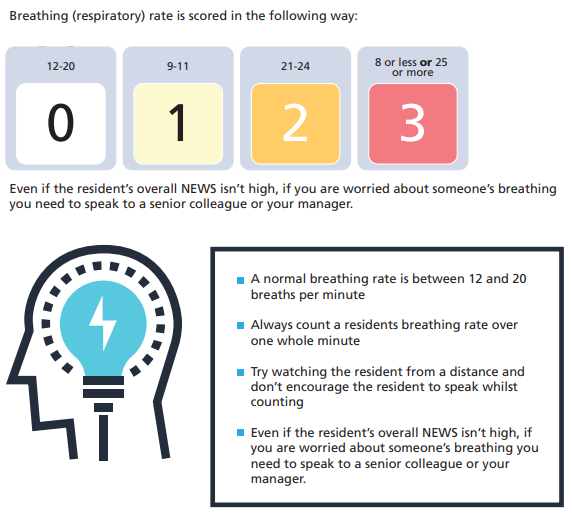 Breathing (respiratory) rate is scored in the following way:
12-20
9-11
21-24
8 or less or 25
or more
0
1
2
3
Even if the resident's overall NEWS isn't high, if you are worried about someone's breathing
you need to speak to a senior colleague or your manager.
A normal breathing rate is between 12 and 20
breaths per minute
Always count a residents breathing rate over
one whole minute
Try watching the resident from a distance and
don't encourage the resident to speak whilst
counting
Even if the resident's overall NEWS isn't high, if
you are worried about someone's breathing you
need to speak to a senior colleague or your
manager.